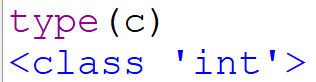 type(c)
<class 'int'>